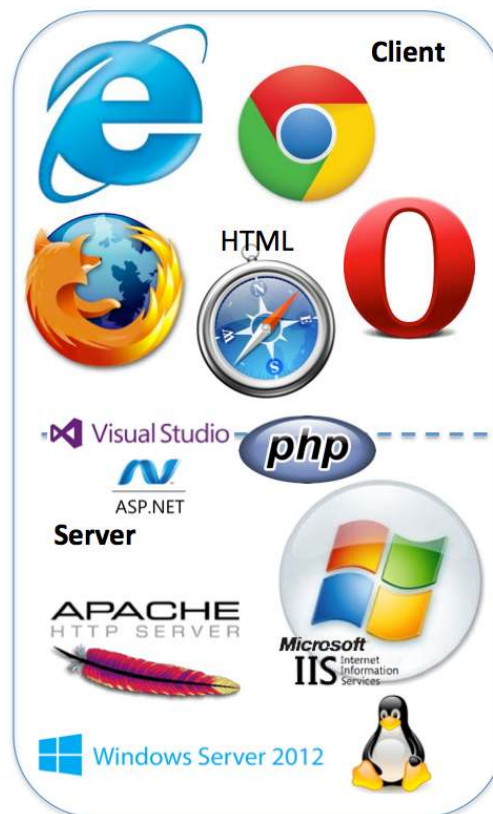 Client
HTML
Visual Studio
php
ASP.NET
Server
APACHE
HTTP SERVER
Microsoft
IIS Internet
Information
Services
Windows Server 2012
N
E
S
W